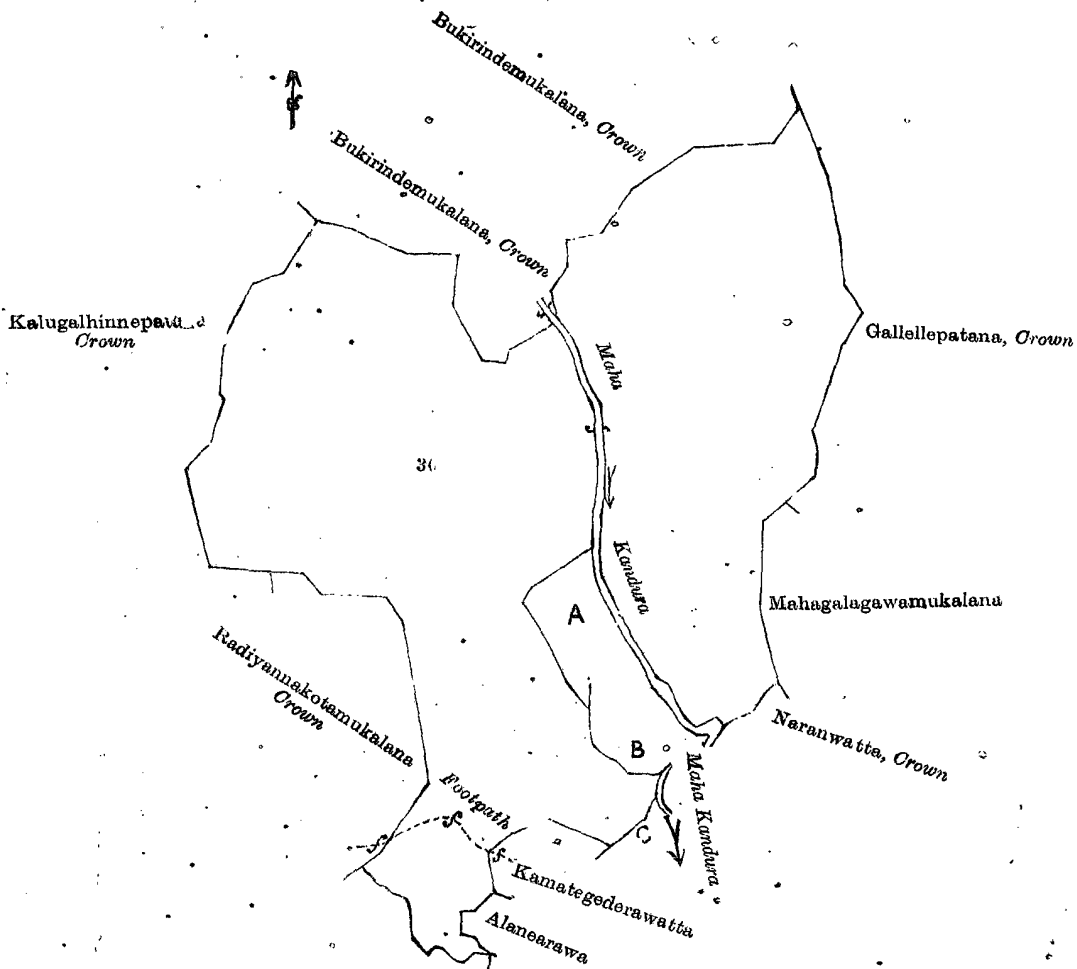 Bukirindemukalana, Crown
Bukirindemukalana, Crown
Crown
Maha
Gallellepatana, Crown
Kandura
A
Mahagalagawamukalana
Radiyannakotamukalana
Crown
Naranwatta, Crown
B
Maha Kandura
Footpath
C
Kamategederawatta
Alanearawa